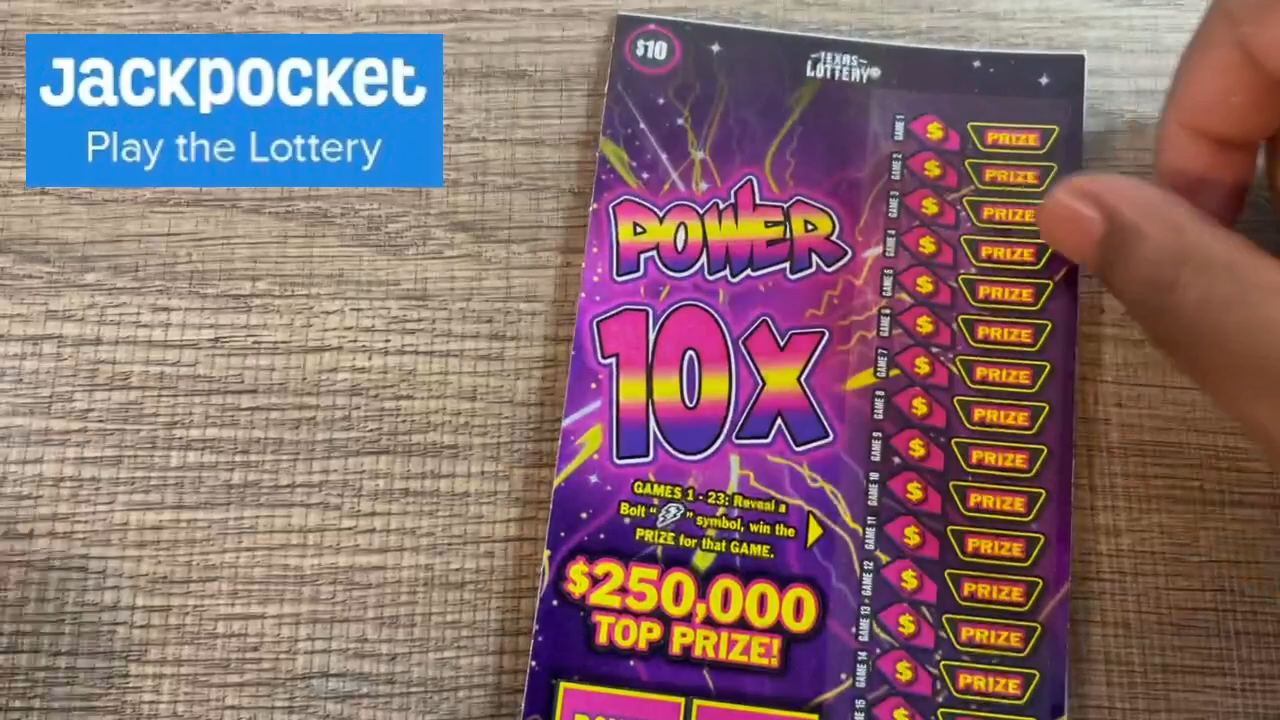 Jackpocket
Play the Lottery
$10
TEXAS
LOTTERY®
POWER
10X
GAMES 1 - 23: Reveal a
Bolt " " symbol, win the
PRIZE for that GAME.
$250,000
TOP PRIZE!
GAME 1 $ PRIZE
GAME 2 $ PRIZE
GAME 3 $ PRIZE
GAME 4 $ PRIZE
GAME 5 $ PRIZE
GAME 6 $ PRIZE
GAME 7 $ PRIZE
GAME 8 $ PRIZE
GAME 9 $ PRIZE
GAME 10 $ PRIZE
GAME 11 $ PRIZE
GAME 12 $ PRIZE
GAME 13 $ PRIZE
GAME 14 $ PRIZE